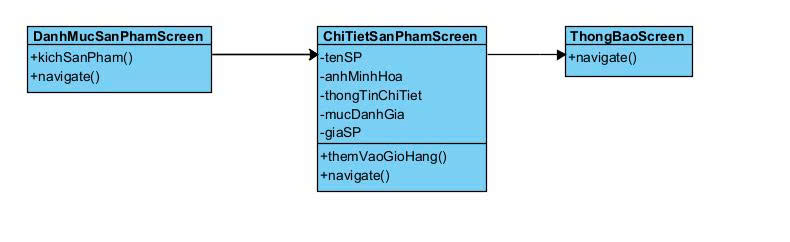 DanhMucSanPhamScreen
+kichSanPham()
+navigate()
ChiTietSanPhamScreen
-tenSP
-anhMinhHoa
-thongTinChiTiet
-mucDanhGia
-giaSP
+themVaoGioHang()
+navigate()
ThongBaoScreen
+navigate()